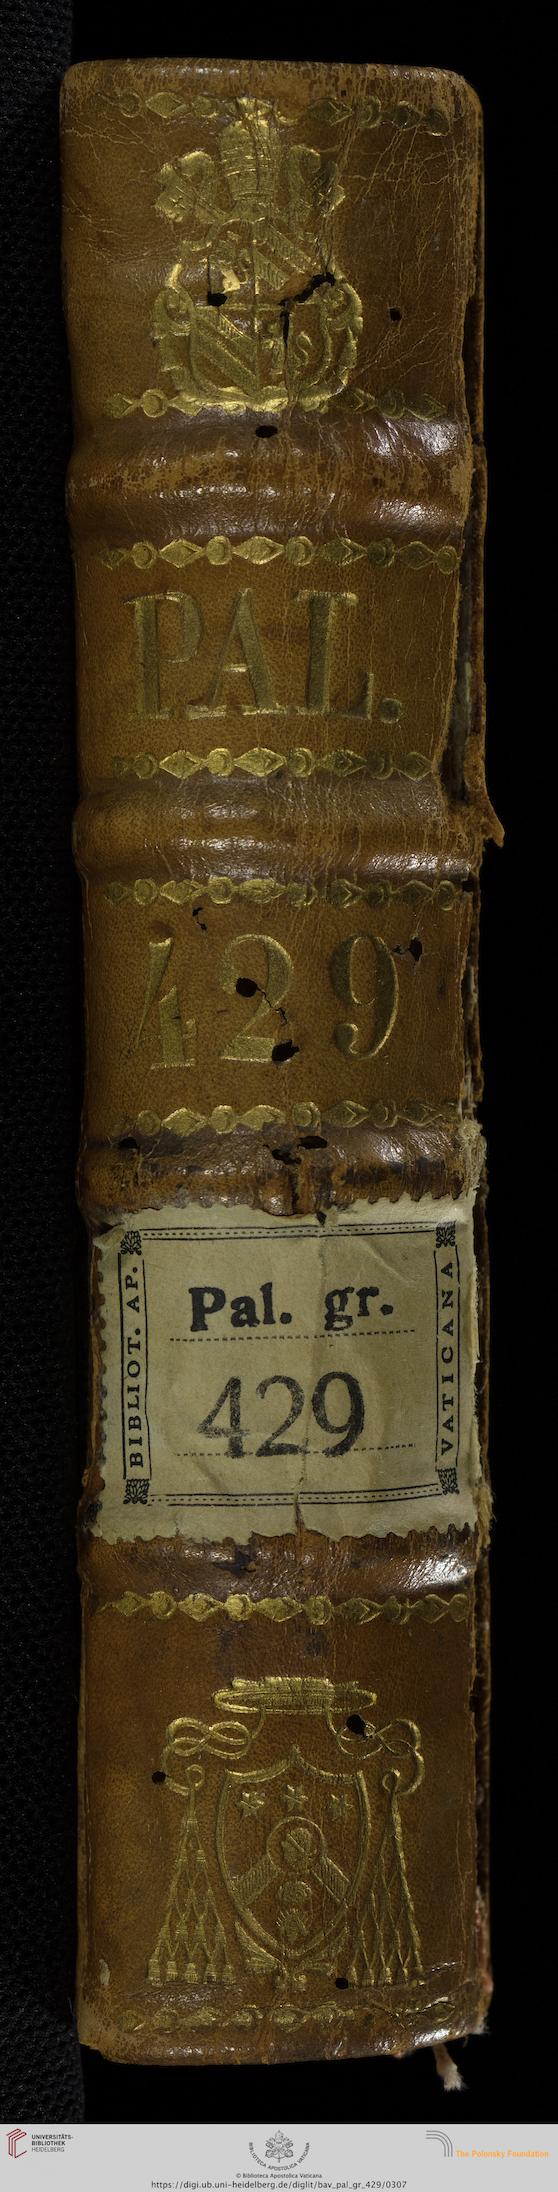 PAL.
429
BIBLIOT. AP.
Pal. gr.
429
VATICANA
UNIVERSITÄTS-
BIBLIOTHEK
HEIDELBERG
BIBLIOTECA APOSTOLICA VATICANA
The Polonsky Foundation
© Biblioteca Apostolica Vaticana
https://digi.ub.uni-heidelberg.de/diglit/bav_pal_gr_429/0307